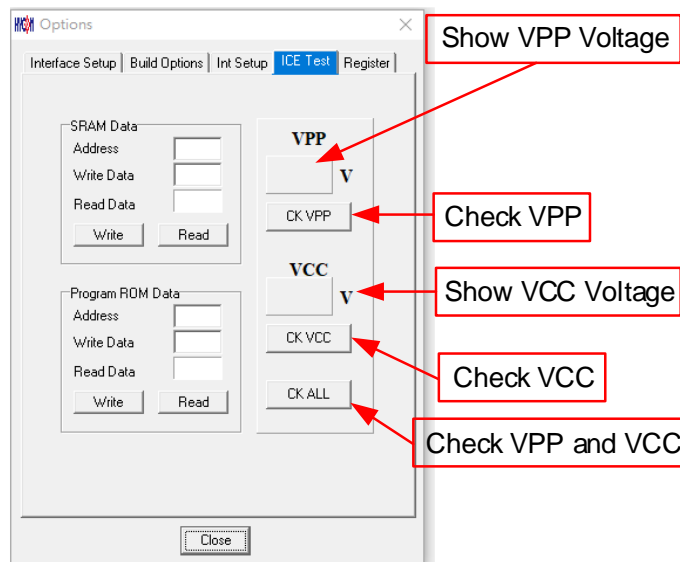 HYCON Options
Interface Setup Build Options Int Setup ICE Test Register
SRAM Data
Address
Write Data
Read Data
Write Read
Program ROM Data
Address
Write Data
Read Data
Write Read
VPP
V
CK VPP
VCC
V
CK VCC
CK ALL
Close
Show VPP Voltage
Check VPP
Show VCC Voltage
Check VCC
Check VPP and VCC